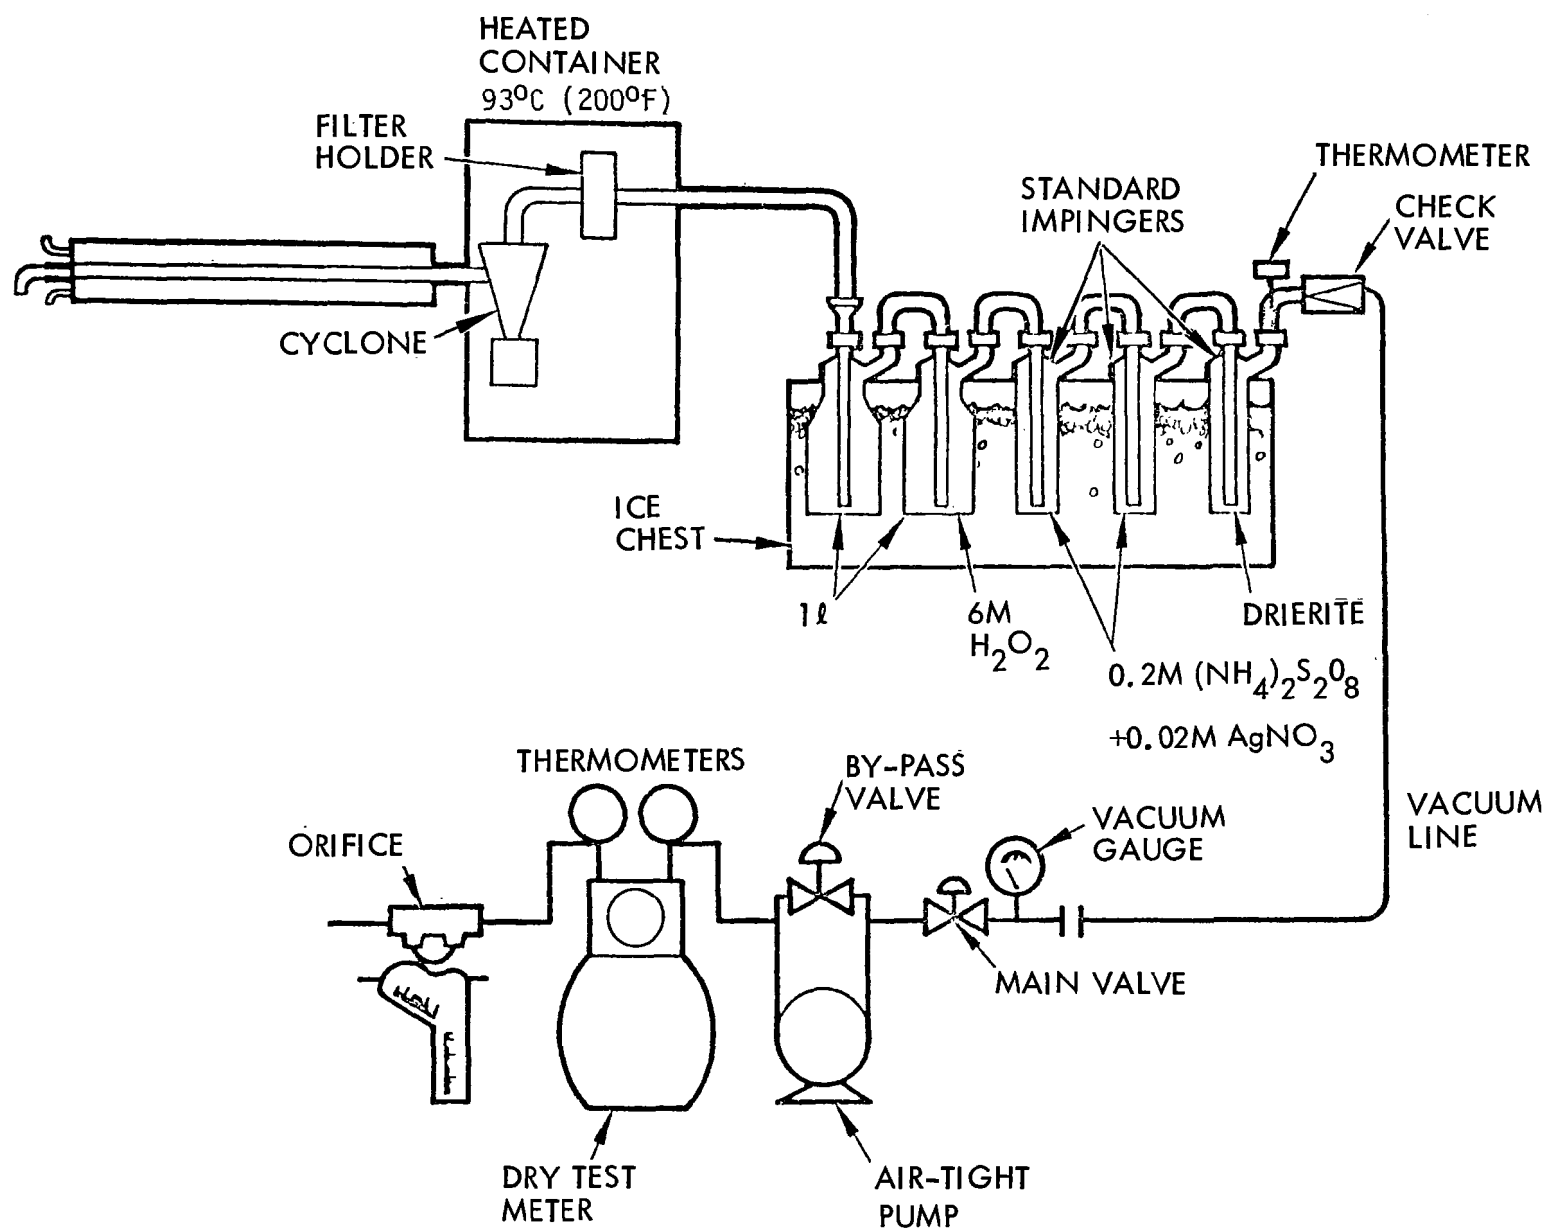 HEATED
CONTAINER
93°C (200°F)
FILTER
HOLDER
CYCLONE
STANDARD
IMPINGERS
THERMOMETER
CHECK
VALVE
ICE
CHEST
1ℓ
6M
H₂O₂
DRIERITE
0.2M (NH₄)₂S₂O₈
+0.02M AgNO₃
THERMOMETERS
BY-PASS
VALVE
VACUUM
GAUGE
VACUUM
LINE
ORIFICE
MAIN VALVE
DRY TEST
METER
AIR-TIGHT
PUMP